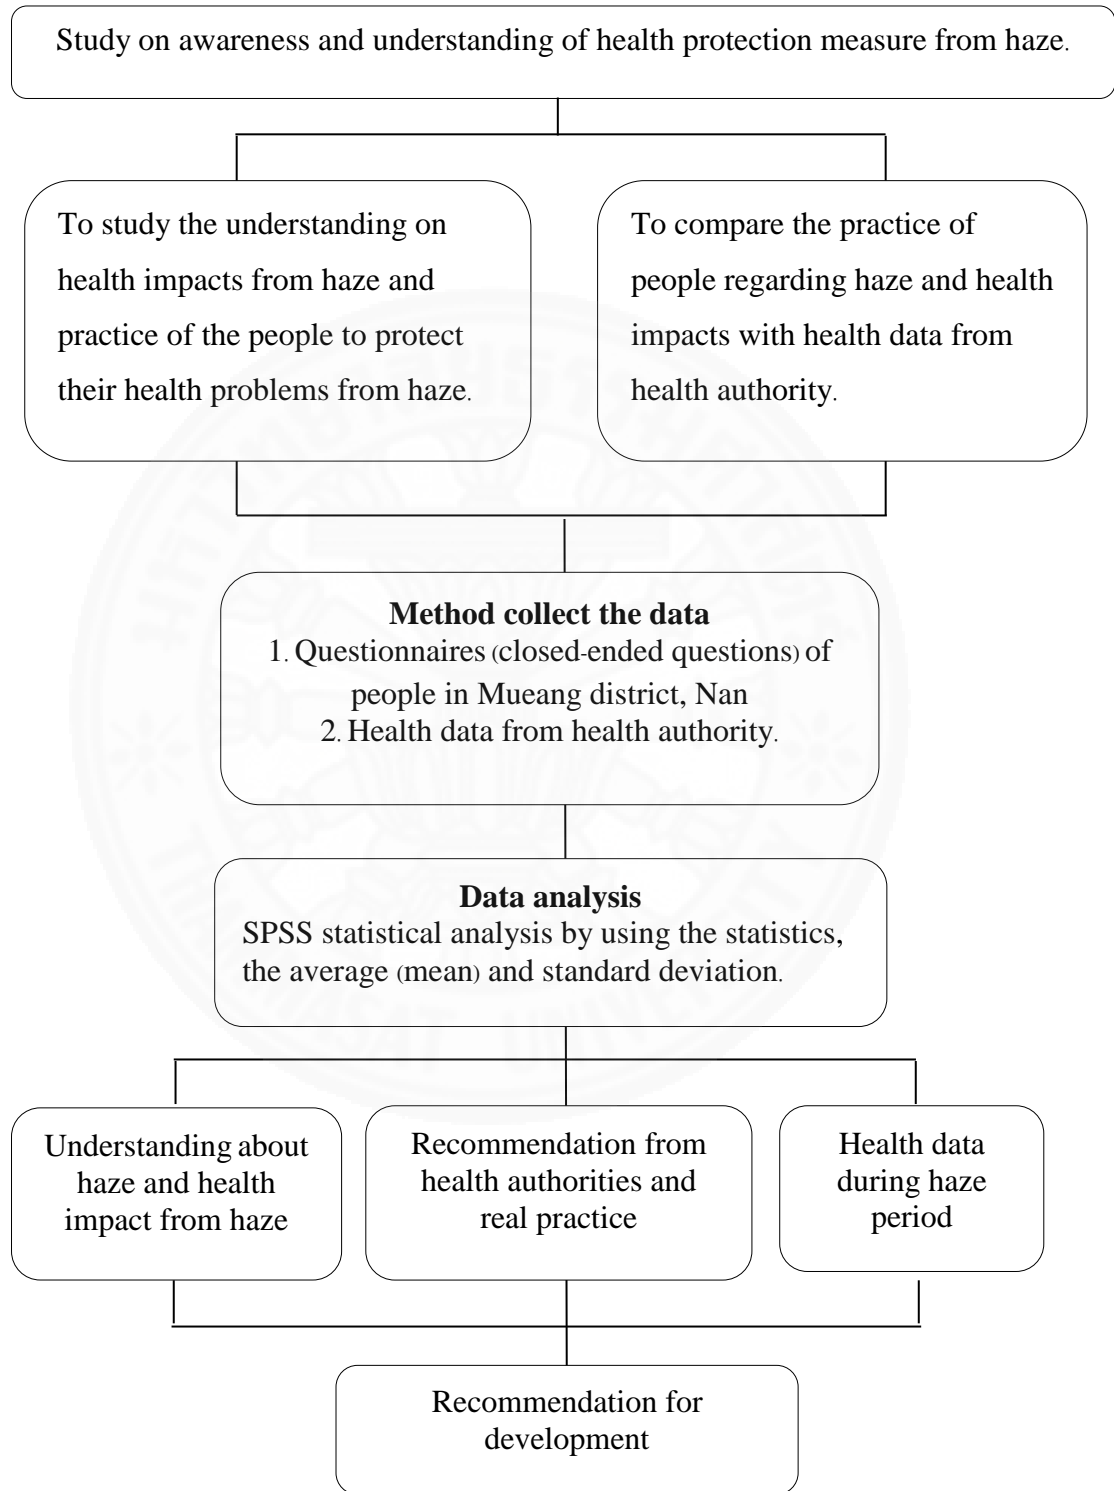 Study on awareness and understanding of health protection measure from haze.
To study the understanding on
health impacts from haze and
practice of the people to protect
their health problems from haze.
To compare the practice of
people regarding haze and health
impacts with health data from
health authority.
Method collect the data
1. Questionnaires (closed-ended questions) of
people in Mueang district, Nan
2. Health data from health authority.
Data analysis
SPSS statistical analysis by using the statistics,
the average (mean) and standard deviation.
Understanding about
haze and health
impact from haze
Recommendation from
health authorities and
real practice
Health data
during haze
period
Recommendation for
development
THAMMASAT UNIVERSITY